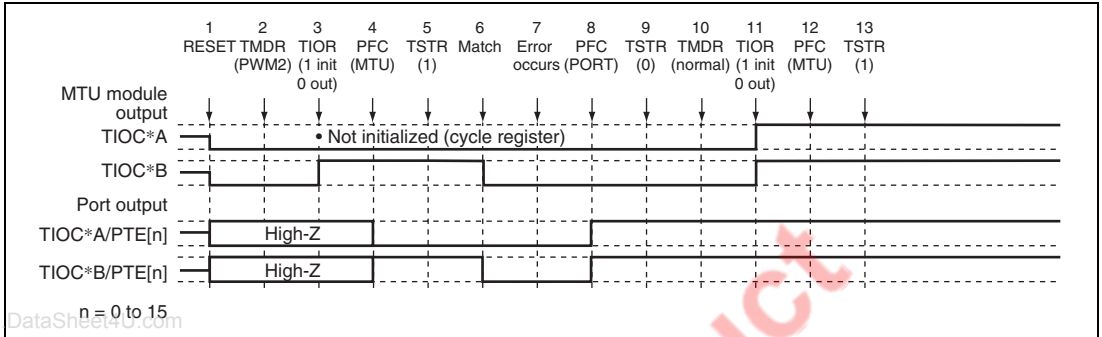 1 2 3 4 5 6 7 8 9 10 11 12 13
RESET TMDR TIOR PFC TSTR Match Error PFC TSTR TMDR TIOR PFC TSTR
(PWM2) (1 init (MTU) (1) occurs (PORT) (0) (normal) (1 init (MTU) (1)
0 out) 0 out)
MTU module
output
TIOC*A • Not initialized (cycle register)
TIOC*B
Port output
TIOC*A/PTE[n] High-Z
TIOC*B/PTE[n] High-Z
n = 0 to 15
DataSheet4U.com
uct